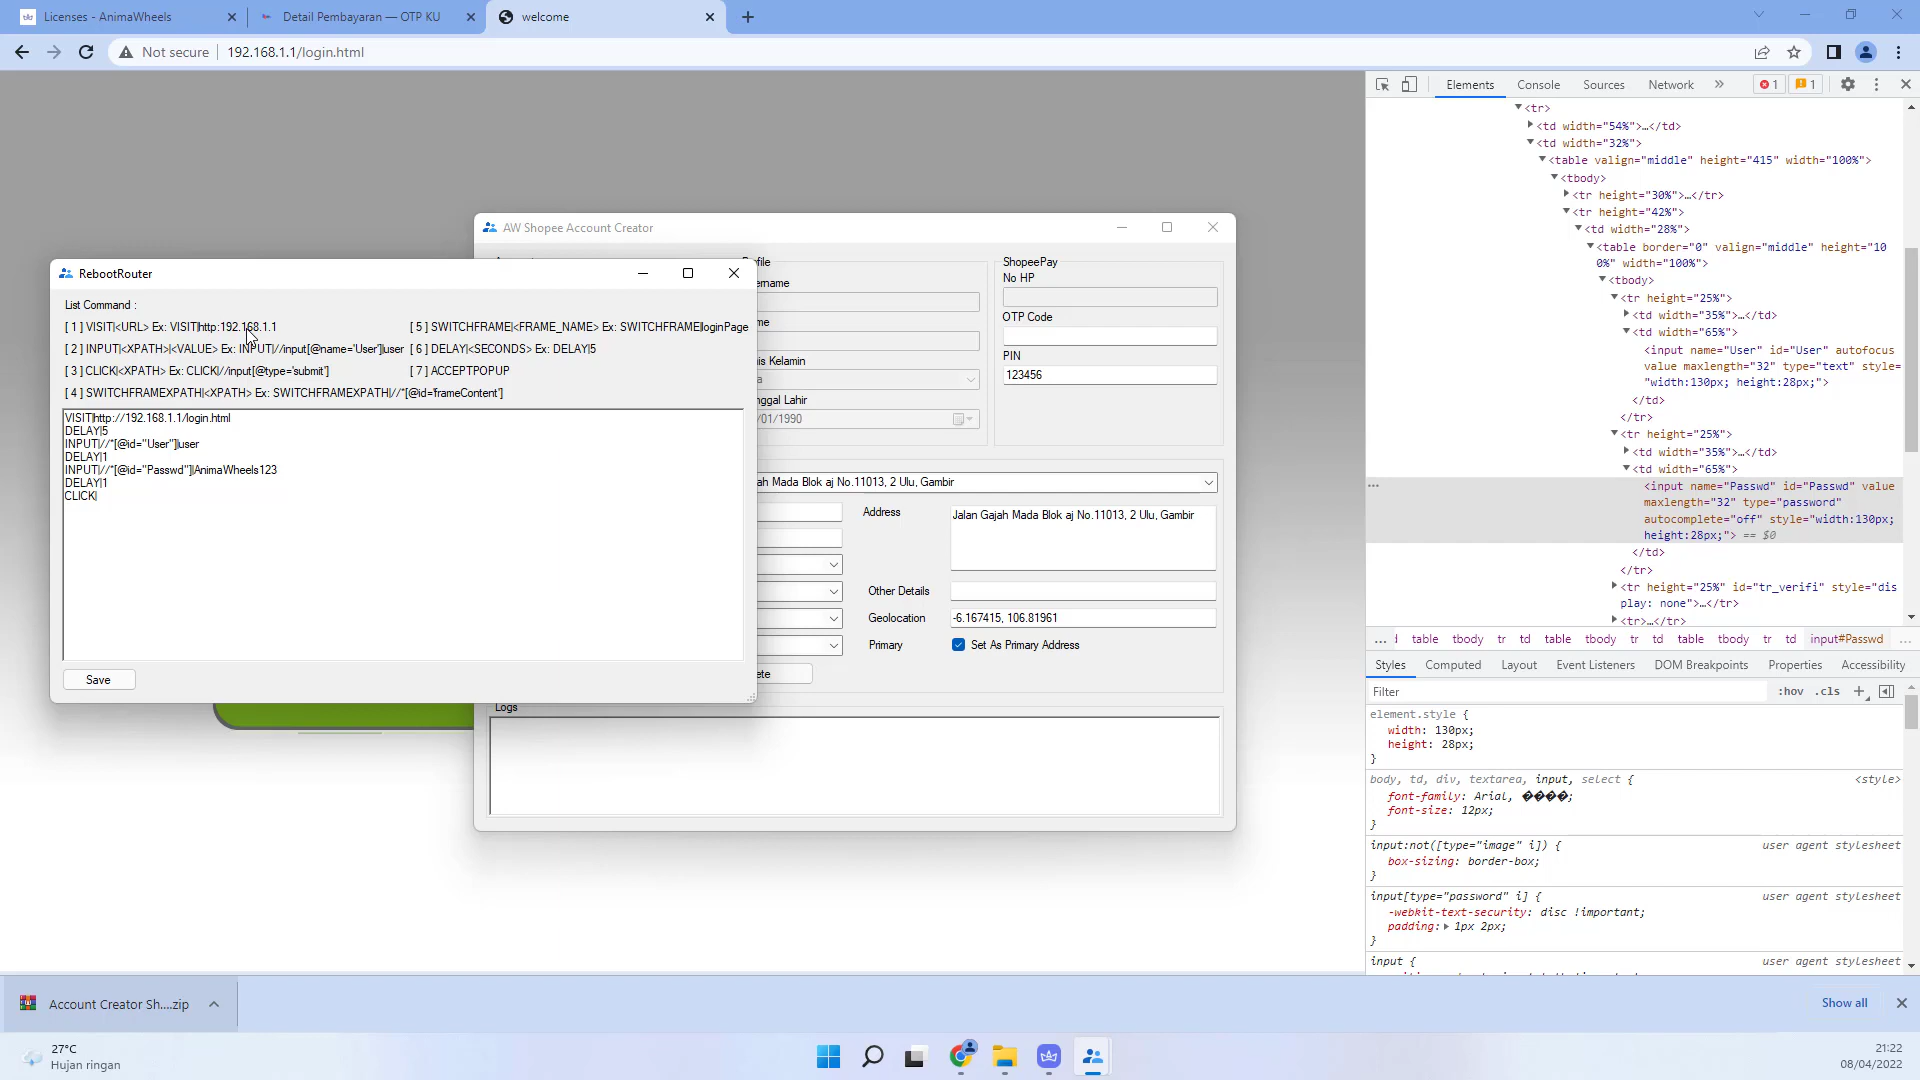 Licenses - AnimaWheels
Detail Pembayaran — OTP KU
welcome
Not secure
192.168.1.1/login.html
Elements
Console
Sources
Network
1
1
<tr>
<td width="54%">…</td>
<td width="32%">
<table valign="middle" height="415" width="100%">
<tbody>
<tr height="30%">…</tr>
<tr height="42%">
<td width="28%">
<table border="0" valign="middle" height="10
0%" width="100%">
<tbody>
<tr height="25%">
<td width="35%">…</td>
<td width="65%">
<input name="User" id="User" autofocus
value maxlength="32" type="text" style=
"width:130px; height:28px;">
</td>
</tr>
<tr height="25%">
<td width="35%">…</td>
<td width="65%">
<input name="Passwd" id="Passwd" value
maxlength="32" type="password"
autocomplete="off" style="width:130px;
height:28px;"> == $0
</td>
</tr>
<tr height="25%" id="tr_verifi" style="dis
play: none">…</tr>
<tr>…</tr>
… d table tbody tr td table tbody tr td table tbody tr td input#Passwd …
Styles
Computed
Layout
Event Listeners
DOM Breakpoints
Properties
Accessibility
Filter
:hov .cls
element.style {
width: 130px;
height: 28px;
}
body, td, div, textarea, input, select {
<style>
font-family: Arial, ����;
font-size: 12px;
}
input:not([type="image" i]) {
user agent stylesheet
box-sizing: border-box;
}
input[type="password" i] {
user agent stylesheet
-webkit-text-security: disc !important;
padding: 1px 2px;
}
input {
user agent stylesheet
AW Shopee Account Creator
ofile
ername
me
is Kelamin
a
nggal Lahir
/01/1990
ShopeePay
No HP
OTP Code
PIN
123456
ah Mada Blok aj No.11013, 2 Ulu, Gambir
Address
Jalan Gajah Mada Blok aj No.11013, 2 Ulu, Gambir
Other Details
Geolocation
-6.167415, 106.81961
Primary
Set As Primary Address
ete
Logs
RebootRouter
List Command :
[ 1 ] VISIT|<URL> Ex: VISIT|http:192.168.1.1
[ 5 ] SWITCHFRAME|<FRAME_NAME> Ex: SWITCHFRAME|loginPage
[ 2 ] INPUT|<XPATH>|<VALUE> Ex: INPUT|//input[@name='User']|user
[ 6 ] DELAY|<SECONDS> Ex: DELAY|5
[ 3 ] CLICK|<XPATH> Ex: CLICK|//input[@type='submit']
[ 7 ] ACCEPTPOPUP
[ 4 ] SWITCHFRAMEXPATH|<XPATH> Ex: SWITCHFRAMEXPATH|//*[@id='frameContent']
VISIT|http://192.168.1.1/login.html
DELAY|5
INPUT|//*[@id="User"]|user
DELAY|1
INPUT|//*[@id="Passwd"]|AnimaWheels123
DELAY|1
CLICK|
Save
Account Creator Sh....zip
Show all
27°C
Hujan ringan
21:22
08/04/2022